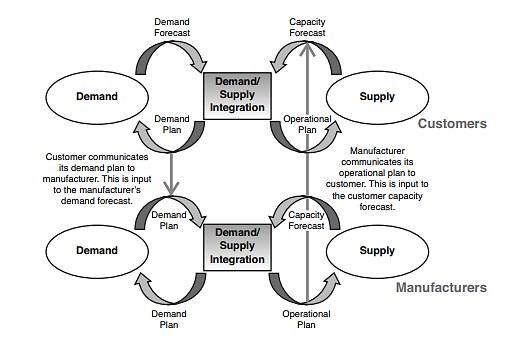 Demand
Forecast
Capacity
Forecast
Demand
Demand/
Supply
Integration
Supply
Demand
Plan
Operational
Plan
Customers
Customer communicates
its demand plan to
manufacturer. This is input
to the manufacturer's
demand forecast.
Manufacturer
communicates its
operational plan to
customer. This is input to
the customer capacity
forecast.
Demand
Plan
Capacity
Forecast
Demand
Demand/
Supply
Integration
Supply
Manufacturers
Demand
Plan
Operational
Plan